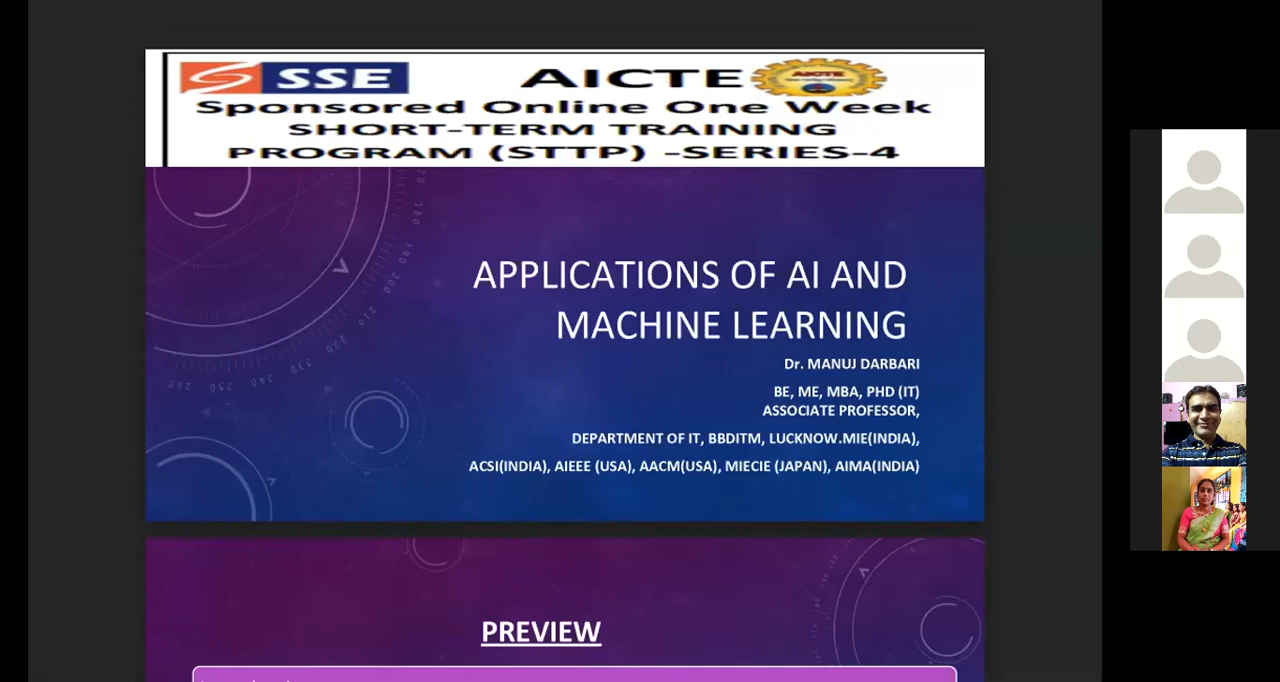 SSE AICTE AICTE
Sponsored Online One Week
SHORT-TERM TRAINING
PROGRAM (STTP) -SERIES-4
APPLICATIONS OF AI AND
MACHINE LEARNING
Dr. MANUJ DARBARI
BE, ME, MBA, PHD (IT)
ASSOCIATE PROFESSOR,
DEPARTMENT OF IT, BBDITM, LUCKNOW.MIE(INDIA),
ACSI(INDIA), AIEEE (USA), AACM(USA), MIECIE (JAPAN), AIMA(INDIA)
PREVIEW